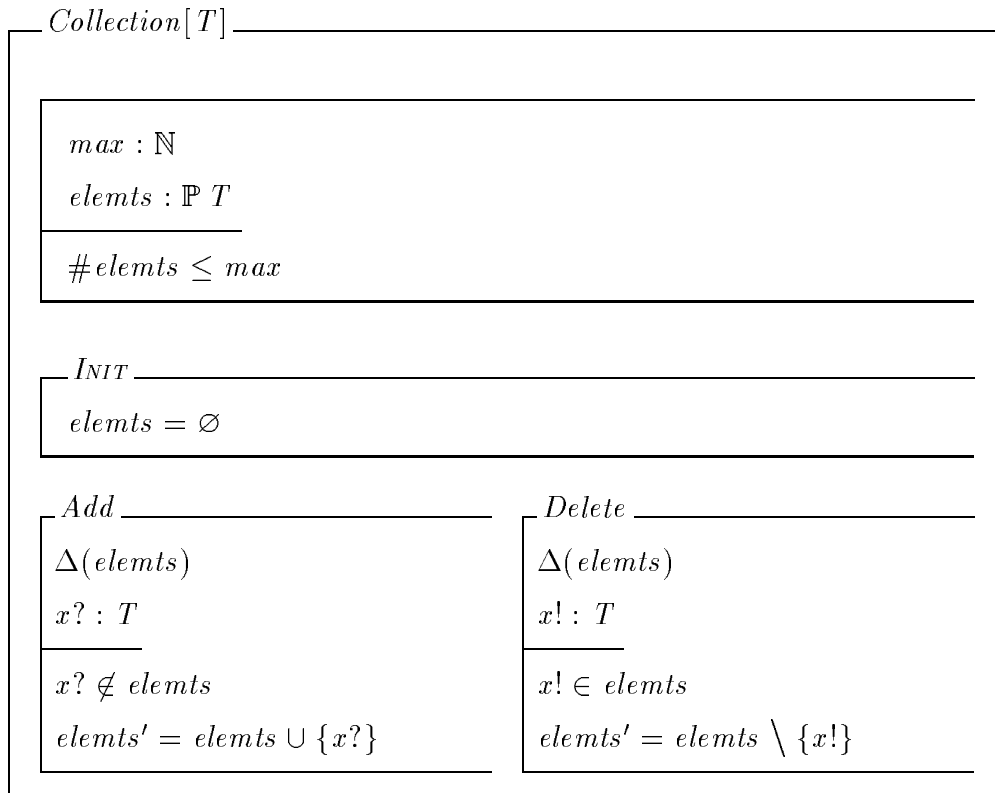 Collection[T]
max : ℕ
elemts : ℙ T
#elemts ≤ max
INIT
elemts = ∅
Add
Δ(elemts)
x? : T
x? ∉ elemts
elemts′ = elemts ∪ {x?}
Delete
Δ(elemts)
x! : T
x! ∈ elemts
elemts′ = elemts \ {x!}